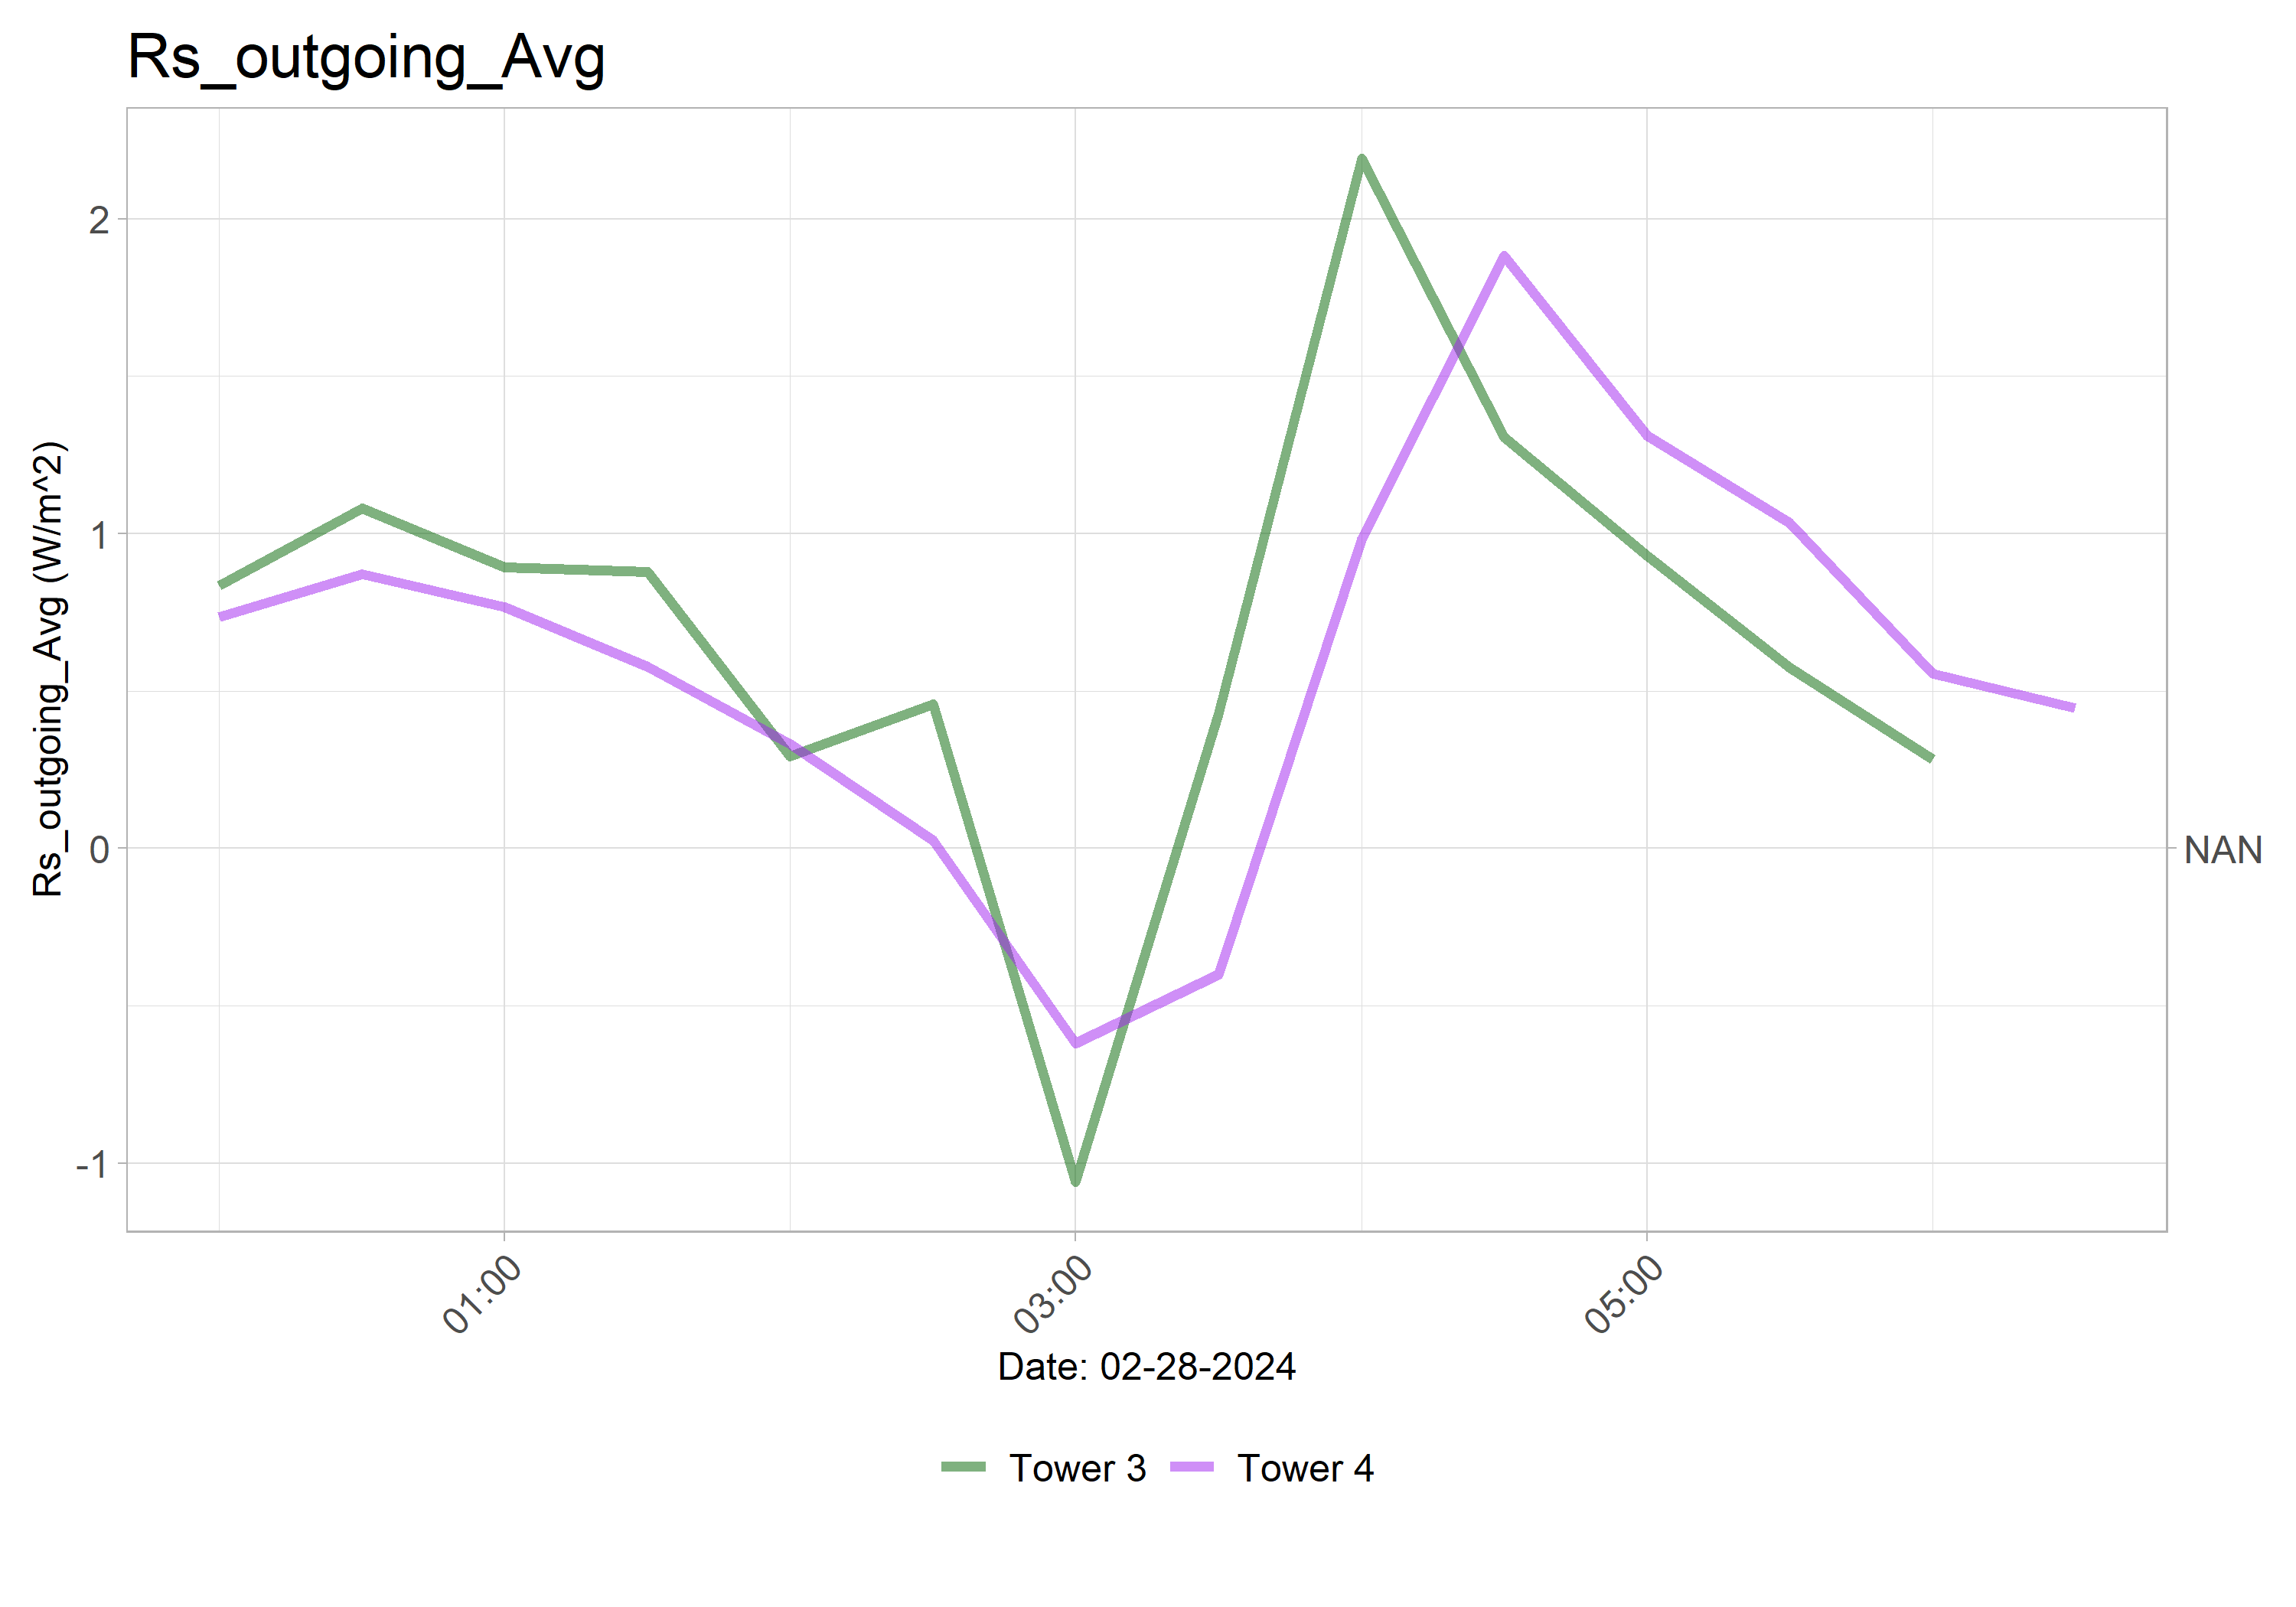 Rs_outgoing_Avg
Rs_outgoing_Avg (W/m^2)
2
1
0
-1
NAN
01:00
03:00
05:00
Date: 02-28-2024
Tower 3
Tower 4